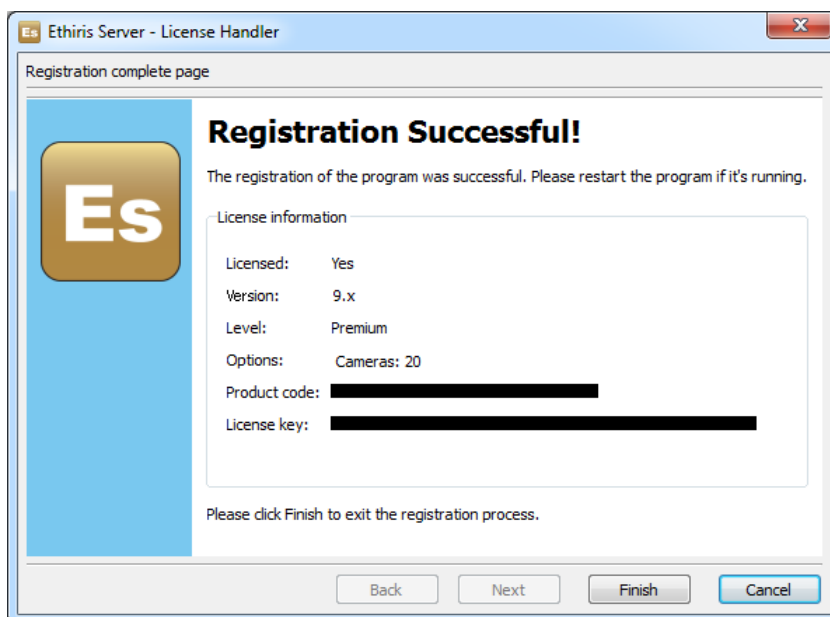 Es Ethiris Server - License Handler
Registration complete page
Es
Registration Successful!
The registration of the program was successful. Please restart the program if it's running.
License information
Licensed: Yes
Version: 9.x
Level: Premium
Options: Cameras: 20
Product code:
License key:
Please click Finish to exit the registration process.
Back Next Finish Cancel